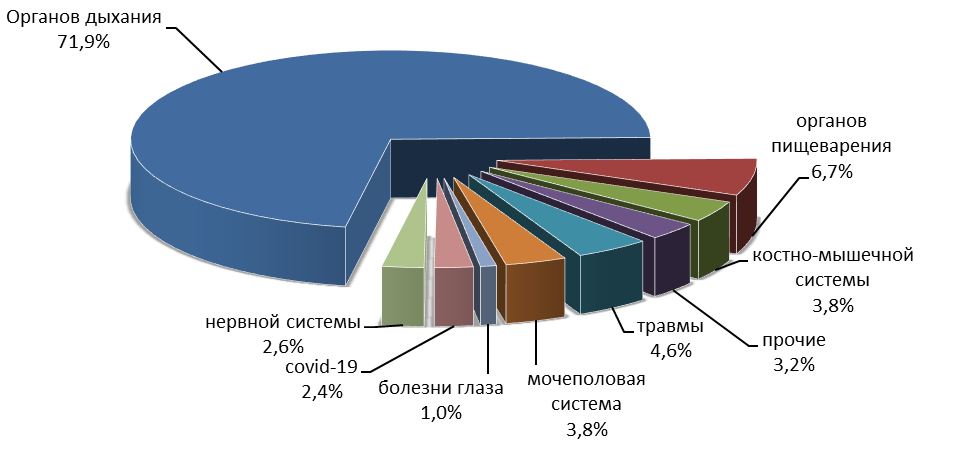 Органов дыхания
71,9%
органов
пищеварения
6,7%
костно-мышечной
системы
3,8%
прочие
3,2%
травмы
4,6%
мочеполовая
система
3,8%
болезни глаза
1,0%
covid-19
2,4%
нервной системы
2,6%